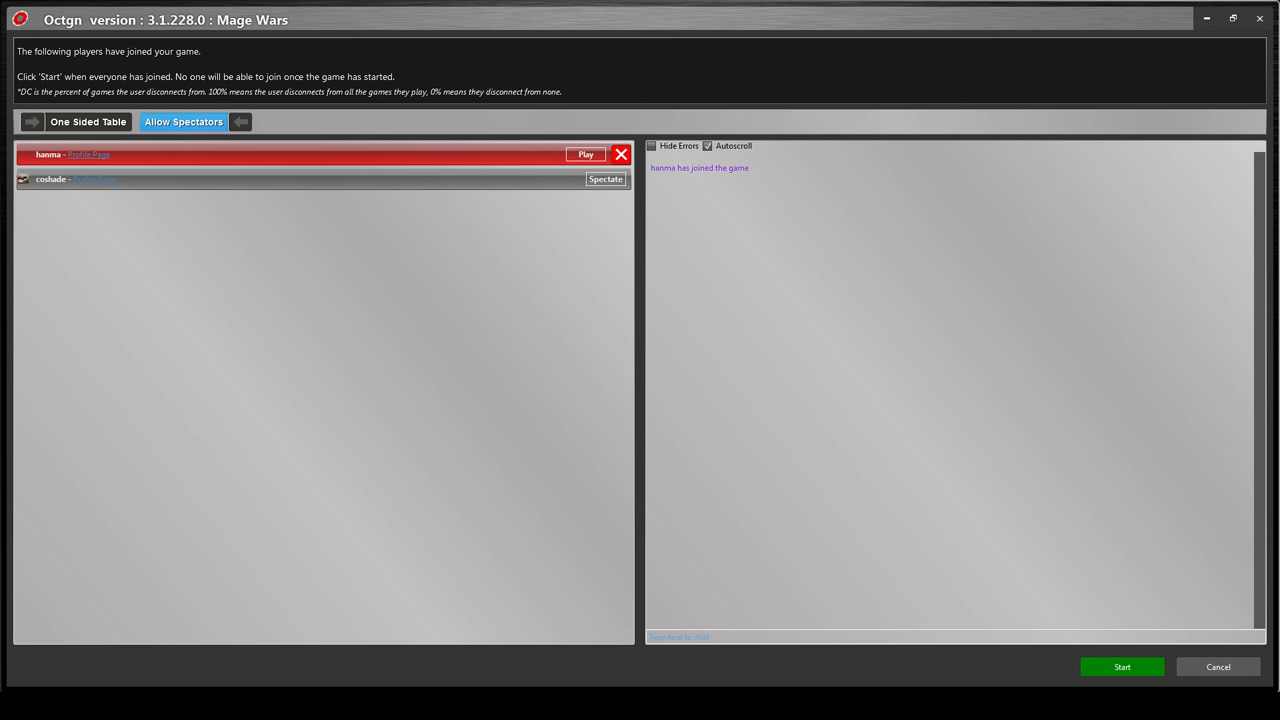 Octgn version : 3.1.228.0 : Mage Wars
The following players have joined your game.
Click 'Start' when everyone has joined. No one will be able to join once the game has started.
*DC is the percent of games the user disconnects from. 100% means the user disconnects from all the games they play, 0% means they disconnect from none.
One Sided Table
Allow Spectators
hanma - Profile Page
Play
coshade - Profile Page
Spectate
Hide Errors
Autoscroll
hanma has joined the game
Type here to chat
Start
Cancel